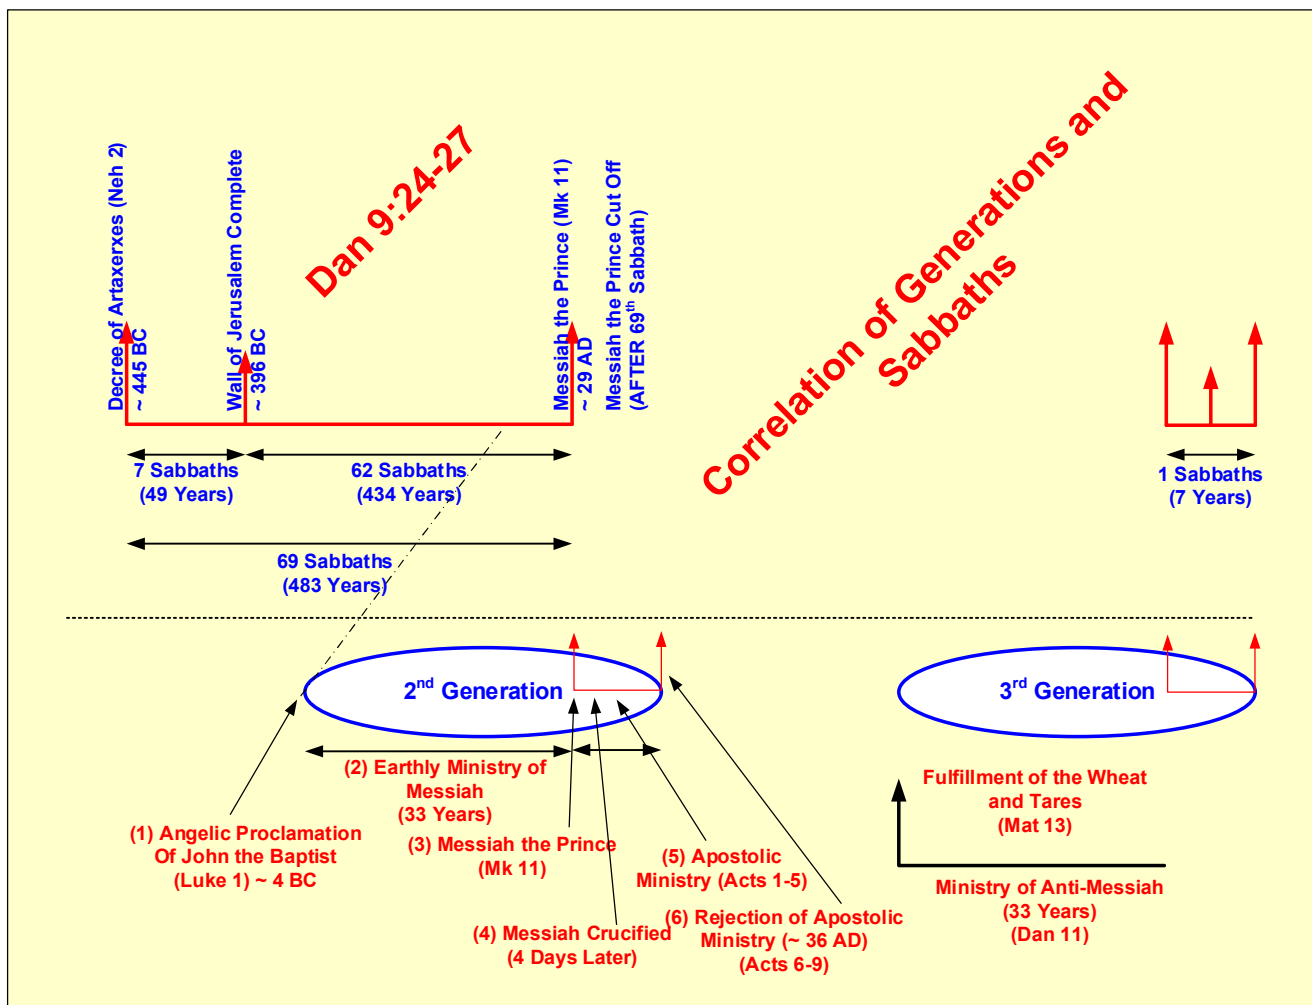 Decree of Artaxerxes (Neh 2)
~ 445 BC
Wall of Jerusalem Complete
~ 396 BC
Dan 9:24-27
Messiah the Prince (Mk 11)
~ 29 AD
Messiah the Prince Cut Off
(AFTER 69th Sabbath)
Correlation of Generations and
Sabbaths
7 Sabbaths
(49 Years)
62 Sabbaths
(434 Years)
1 Sabbaths
(7 Years)
69 Sabbaths
(483 Years)
2nd Generation
3rd Generation
(2) Earthly Ministry of
Messiah
(33 Years)
(1) Angelic Proclamation
Of John the Baptist
(Luke 1) ~ 4 BC
(3) Messiah the Prince
(Mk 11)
(4) Messiah Crucified
(4 Days Later)
(5) Apostolic
Ministry (Acts 1-5)
(6) Rejection of Apostolic
Ministry (~ 36 AD)
(Acts 6-9)
Fulfillment of the Wheat
and Tares
(Mat 13)
Ministry of Anti-Messiah
(33 Years)
(Dan 11)